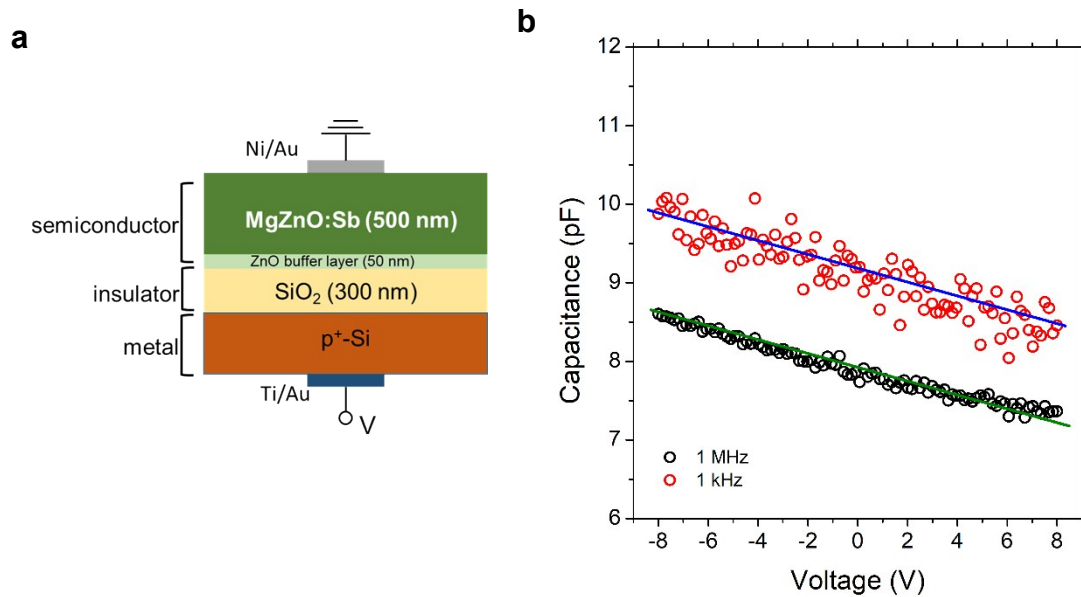 a
Ni/Au
semiconductor
MgZnO:Sb (500 nm)
ZnO buffer layer (50 nm)
insulator
SiO₂ (300 nm)
metal
p⁺-Si
Ti/Au
V
b
12
11
10
9
8
7
6
Capacitance (pF)
1 MHz
1 kHz
-8 -6 -4 -2 0 2 4 6 8
Voltage (V)